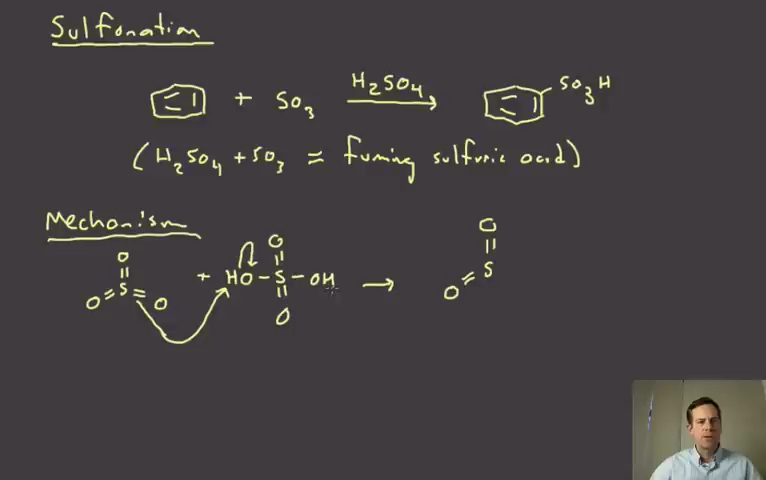 Sulfonation
+ SO3 H2SO4 → SO3H
(H2SO4 + SO3 = fuming sulfuric acid)
Mechanism
O=S(=O)=O + HO-S(=O)(=O)-OH → O=S=O